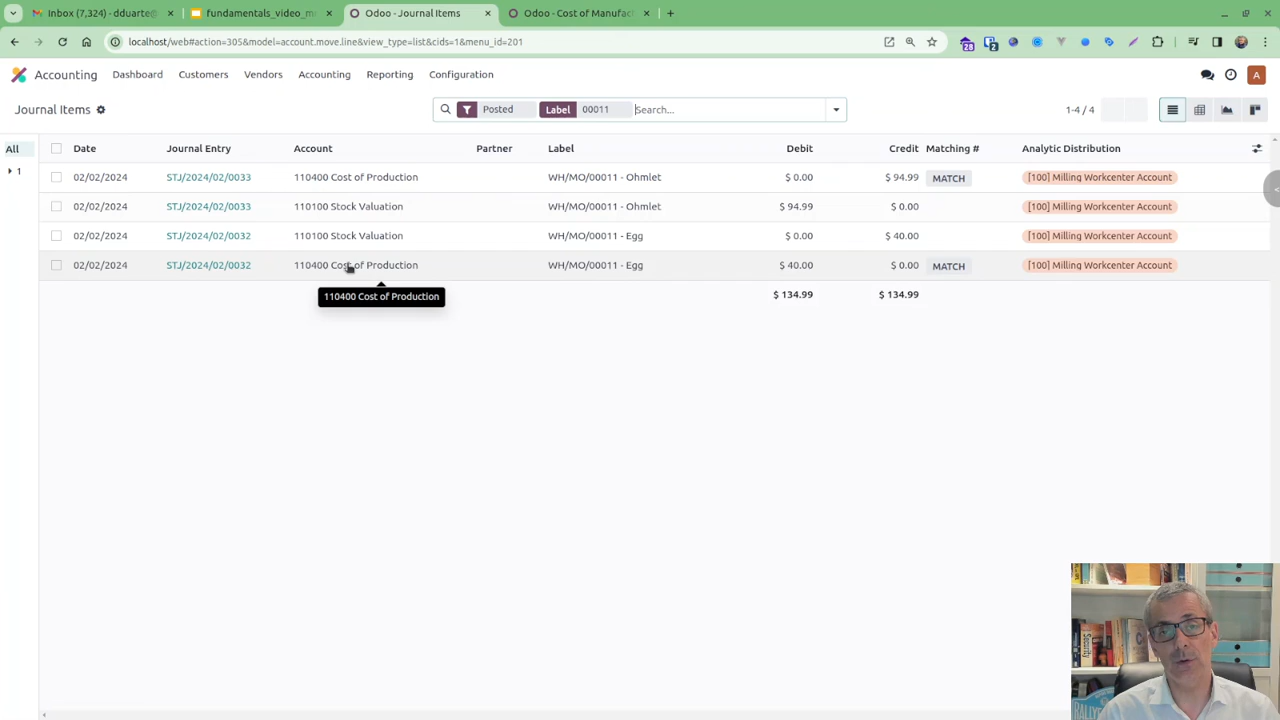 Inbox (7,324) - dduarte@
fundamentals_video_m
Odoo - Journal Items
Odoo - Cost of Manufac
localhost/web#action=305&model=account.move.line&view_type=list&cids=1&menu_id=201
28
2
Accounting Dashboard Customers Vendors Accounting Reporting Configuration
A
Journal Items
Posted
Label 00011
Search...
1-4 / 4
All
1
Date Journal Entry Account Partner Label Debit Credit Matching # Analytic Distribution
02/02/2024 STJ/2024/02/0033 110400 Cost of Production WH/MO/00011 - Ohmlet $ 0.00 $ 94.99 MATCH [100] Milling Workcenter Account
02/02/2024 STJ/2024/02/0033 110100 Stock Valuation WH/MO/00011 - Ohmlet $ 94.99 $ 0.00 [100] Milling Workcenter Account
02/02/2024 STJ/2024/02/0032 110100 Stock Valuation WH/MO/00011 - Egg $ 0.00 $ 40.00 [100] Milling Workcenter Account
02/02/2024 STJ/2024/02/0032 110400 Cost of Production WH/MO/00011 - Egg $ 40.00 $ 0.00 MATCH [100] Milling Workcenter Account
$ 134.99 $ 134.99
110400 Cost of Production
Security
RALLYE